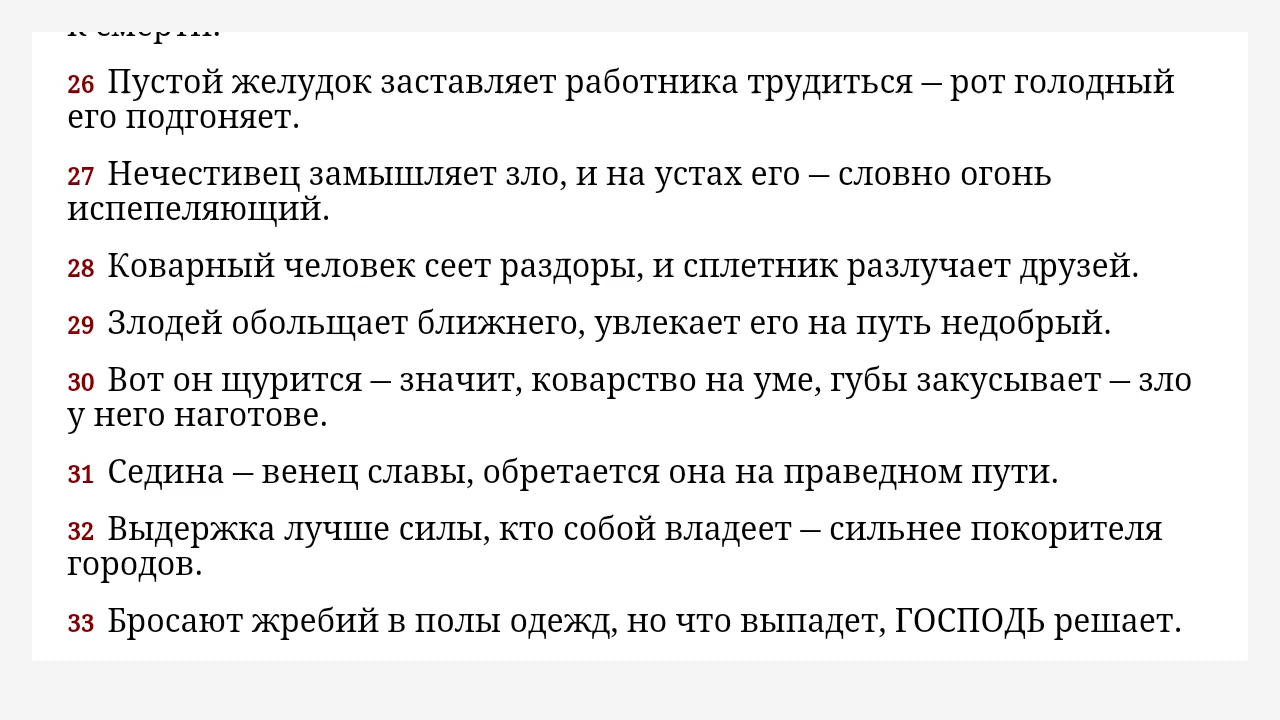 к смерти.
26 Пустой желудок заставляет работника трудиться – рот голодный
его подгоняет.
27 Нечестивец замышляет зло, и на устах его – словно огонь
испепеляющий.
28 Коварный человек сеет раздоры, и сплетник разлучает друзей.
29 Злодей обольщает ближнего, увлекает его на путь недобрый.
30 Вот он щурится – значит, коварство на уме, губы закусывает – зло
у него наготове.
31 Седина – венец славы, обретается она на праведном пути.
32 Выдержка лучше силы, кто собой владеет – сильнее покорителя
городов.
33 Бросают жребий в полы одежд, но что выпадет, ГОСПОДЬ решает.